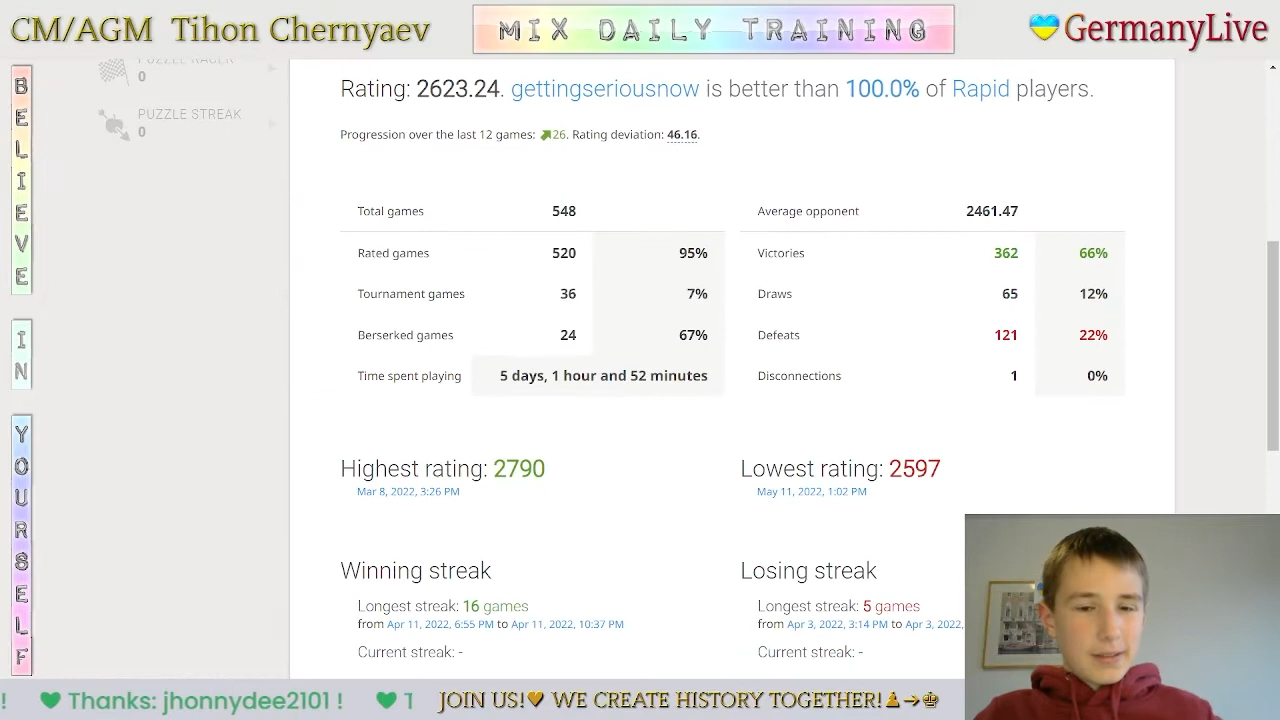 CM/AGM Tihon Chernyaev
MIX DAILY TRAINING
GermanyLive
BELIEVE
IN
YOURSELF
PUZZLE RACER
0
PUZZLE STREAK
0
Rating: 2623.24. gettingseriousnow is better than 100.0% of Rapid players.
Progression over the last 12 games: 26. Rating deviation: 46.16.
Total games 548
Rated games 520 95%
Tournament games 36 7%
Berserked games 24 67%
Time spent playing 5 days, 1 hour and 52 minutes
Average opponent 2461.47
Victories 362 66%
Draws 65 12%
Defeats 121 22%
Disconnections 1 0%
Highest rating: 2790
Mar 8, 2022, 3:26 PM
Lowest rating: 2597
May 11, 2022, 1:02 PM
Winning streak
Longest streak: 16 games
from Apr 11, 2022, 6:55 PM to Apr 11, 2022, 10:37 PM
Current streak: -
Losing streak
Longest streak: 5 games
from Apr 3, 2022, 3:14 PM to Apr 3, 2022,
Current streak: -
! Thanks: jhonnydee2101 ! T
JOIN US! WE CREATE HISTORY TOGETHER!